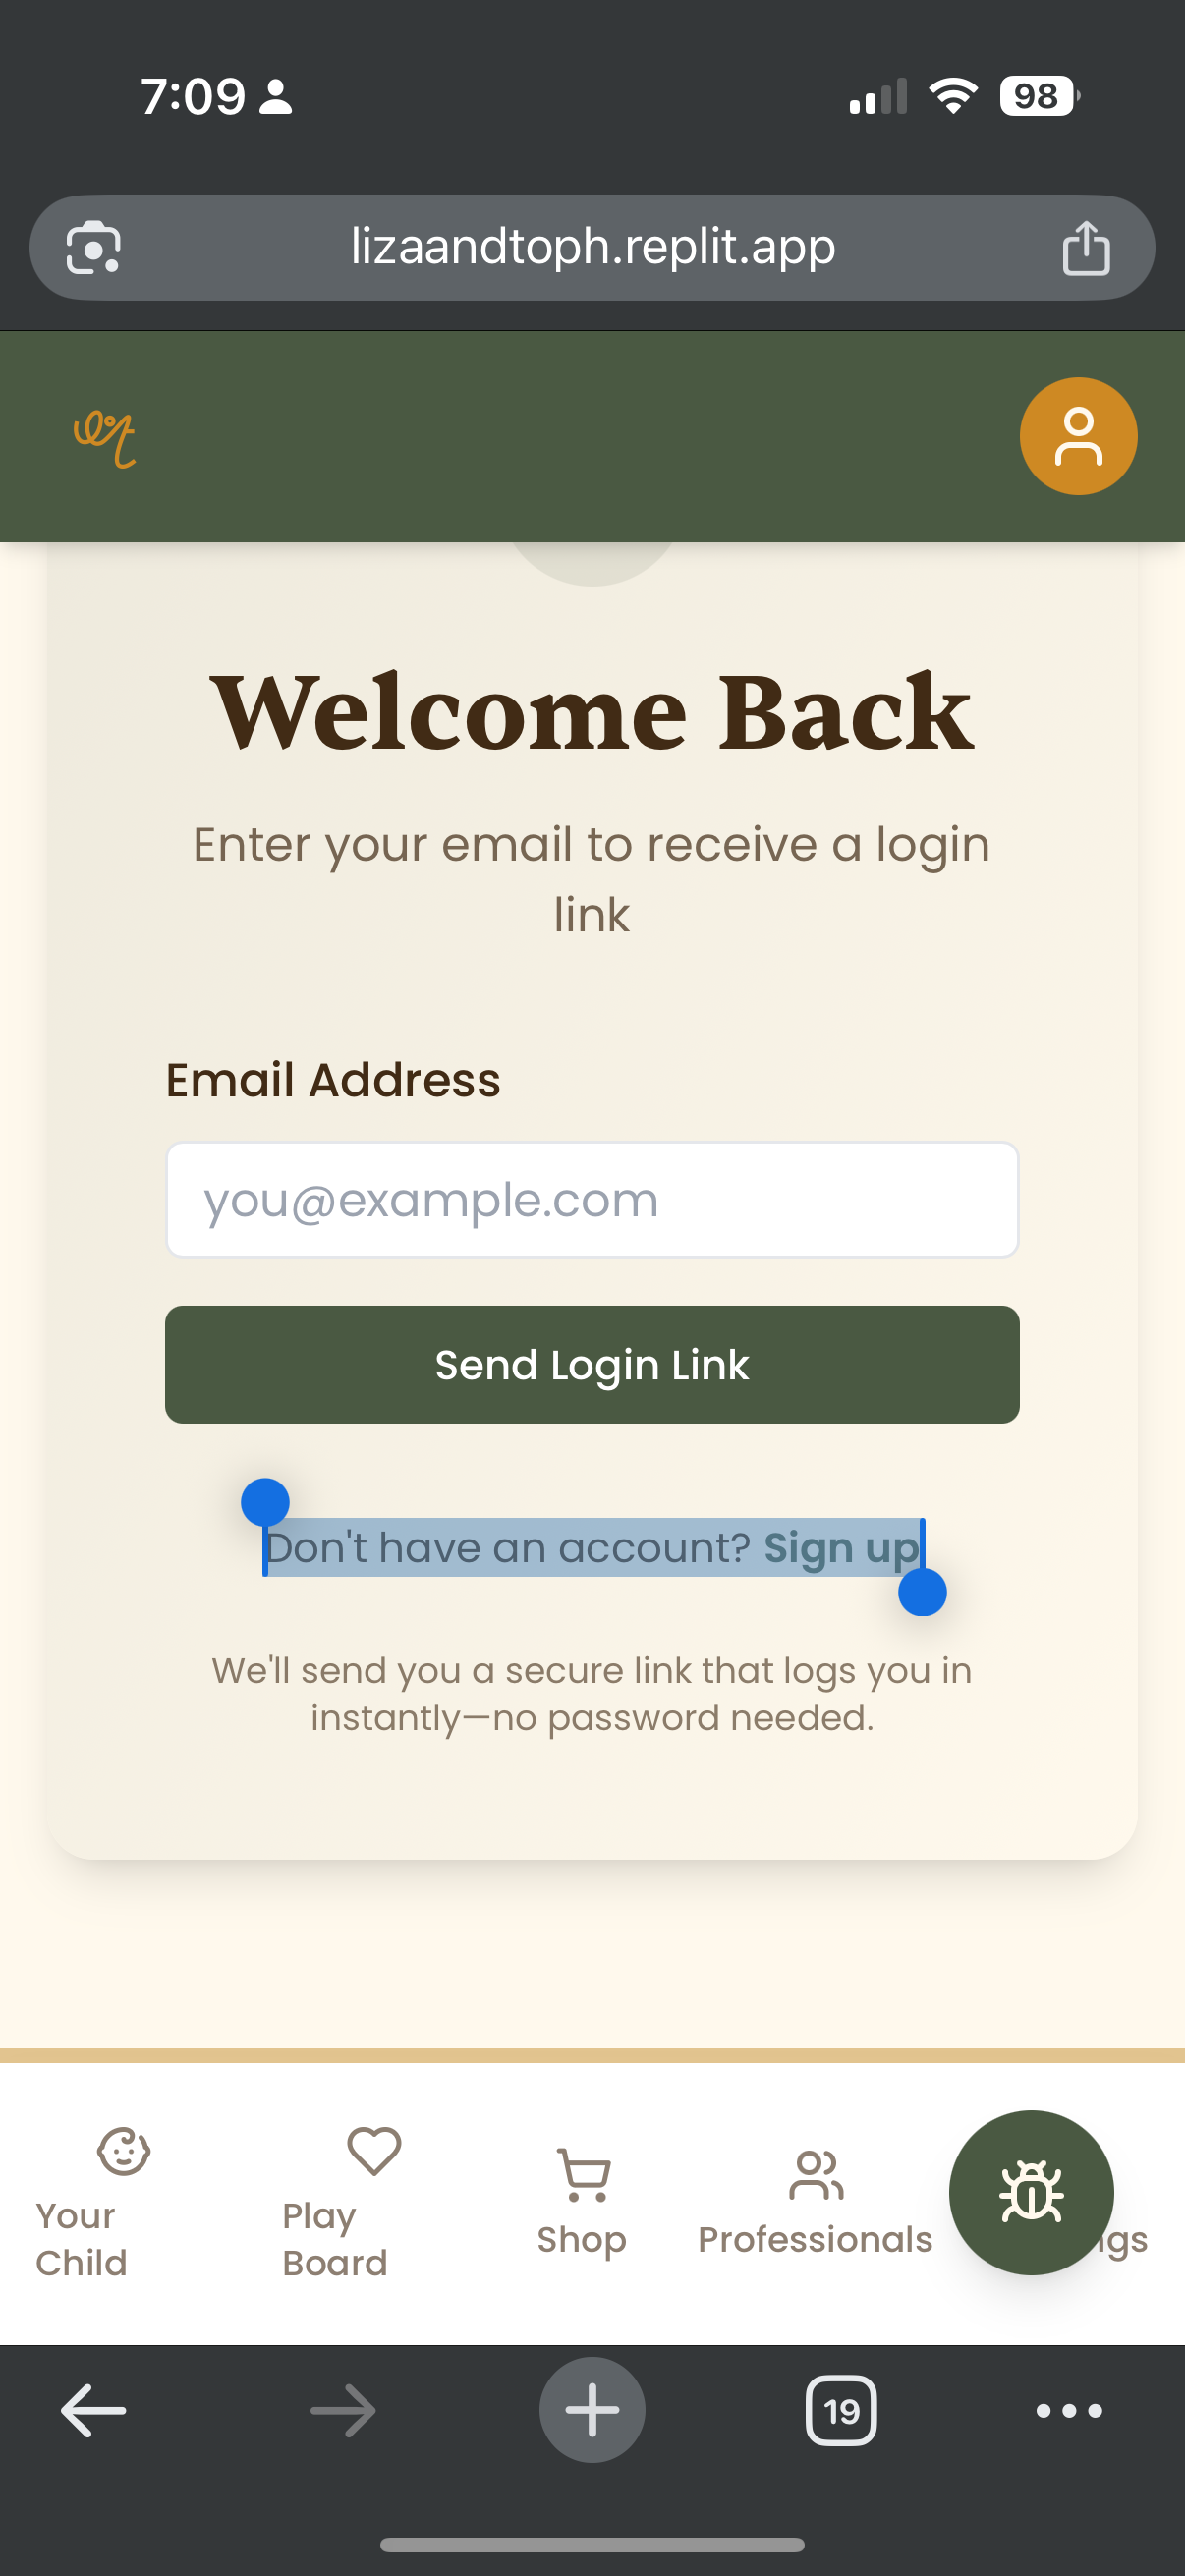 7:09
98
lizaandtoph.replit.app
Welcome Back
Enter your email to receive a login
link
Email Address
you@example.com
Send Login Link
Don't have an account? Sign up
We'll send you a secure link that logs you in
instantly—no password needed.
Your
Child
Play
Board
Shop
Professionals
ngs
19